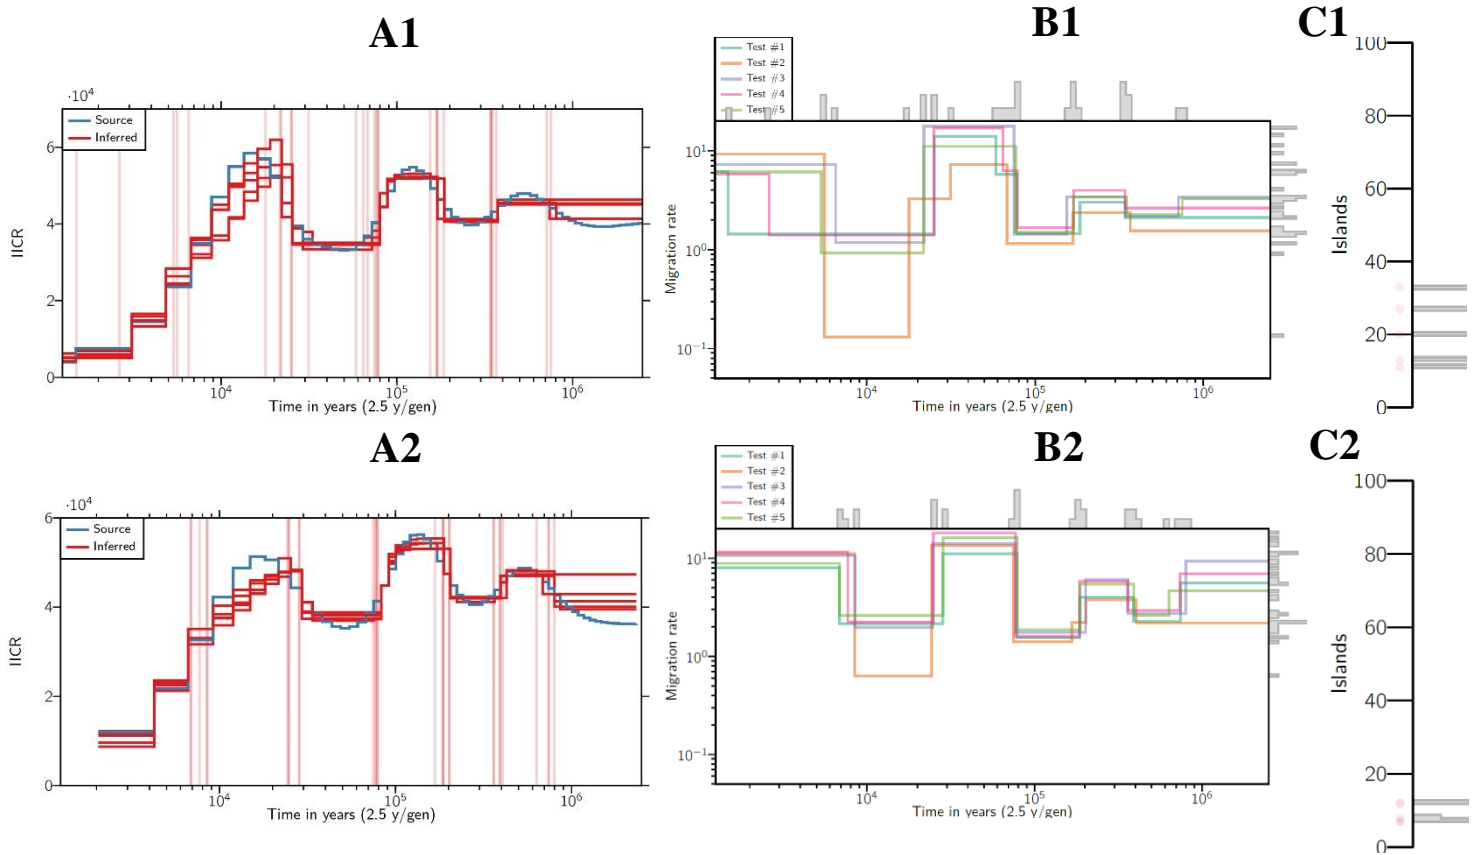 A1
B1
C1
·10⁴
Source
Inferred
6
4
2
0
IICR
10⁴
10⁵
10⁶
Time in years (2.5 y/gen)
Test #1
Test #2
Test #3
Test #4
Test #5
10¹
10⁰
10⁻¹
Migration rate
10⁴
10⁵
10⁶
Time in years (2.5 y/gen)
100
80
60
40
20
0
Islands
A2
B2
C2
·10⁴
Source
Inferred
6
4
2
0
IICR
10⁴
10⁵
10⁶
Time in years (2.5 y/gen)
Test #1
Test #2
Test #3
Test #4
Test #5
10¹
10⁰
10⁻¹
Migration rate
10⁴
10⁵
10⁶
Time in years (2.5 y/gen)
100
80
60
40
20
0
Islands